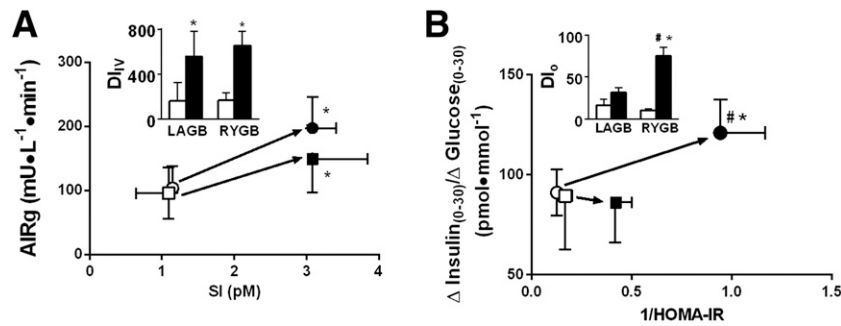 A
B
DI_IV
800
400
0
*
*
LAGB RYGB
AIRg (mU●L⁻¹●min⁻¹)
300
200
100
0
*
*
0 1 2 3 4
SI (pM)
DI_o
100
50
0
# *
LAGB RYGB
Δ Insulin₍₀₋₃₀₎/Δ Glucose₍₀₋₃₀₎
(pmol●mmol⁻¹)
150
100
50
# *
0.0 0.5 1.0 1.5
1/HOMA-IR